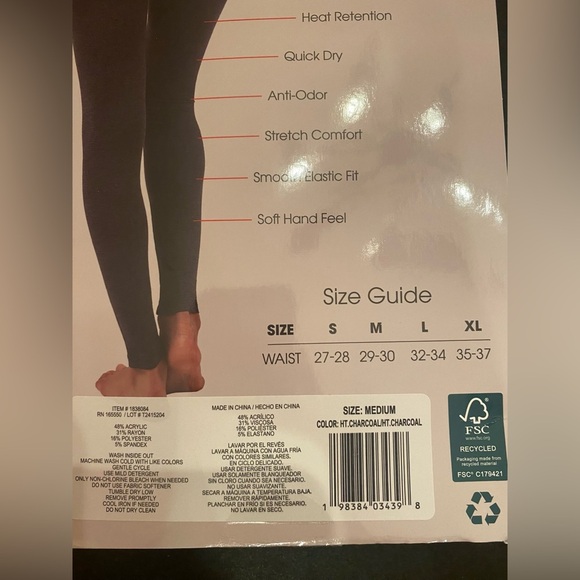 Heat Retention
Quick Dry
Anti-Odor
Stretch Comfort
Smooth Elastic Fit
Soft Hand Feel
Size Guide
SIZE S M L XL
WAIST 27-28 29-30 32-34 35-37
ITEM # 1838084
RN 165550 / LOT # T2415204
48% ACRYLIC
31% RAYON
16% POLYESTER
5% SPANDEX
WASH INSIDE OUT
MACHINE WASH COLD WITH LIKE COLORS
GENTLE CYCLE
USE MILD DETERGENT
ONLY NON-CHLORINE BLEACH WHEN NEEDED
DO NOT USE FABRIC SOFTENER
TUMBLE DRY LOW
REMOVE PROMPTLY
COOL IRON IF NEEDED
DO NOT DRY CLEAN
MADE IN CHINA / HECHO EN CHINA
48% ACRÍLICO
31% VISCOSA
16% POLIÉSTER
5% ELASTANO
LAVAR POR EL REVÉS
LAVAR A MÁQUINA CON AGUA FRÍA
CON COLORES SIMILARES.
EN CICLO DELICADO.
USAR DETERGENTE SUAVE.
USAR SOLAMENTE BLANQUEADOR
SIN CLORO CUANDO SEA NECESARIO.
NO USAR SUAVIZANTE.
SECAR A MÁQUINA A TEMPERATURA BAJA.
REMOVER RÁPIDAMENTE.
PLANCHAR EN FRÍO SI ES NECESARIO.
NO LAVAR EN SECO.
SIZE: MEDIUM
COLOR: HT.CHARCOAL/HT.CHARCOAL
1 98384 03439 8
FSC
www.fsc.org
RECYCLED
Packaging made from
recycled material
FSC® C179421